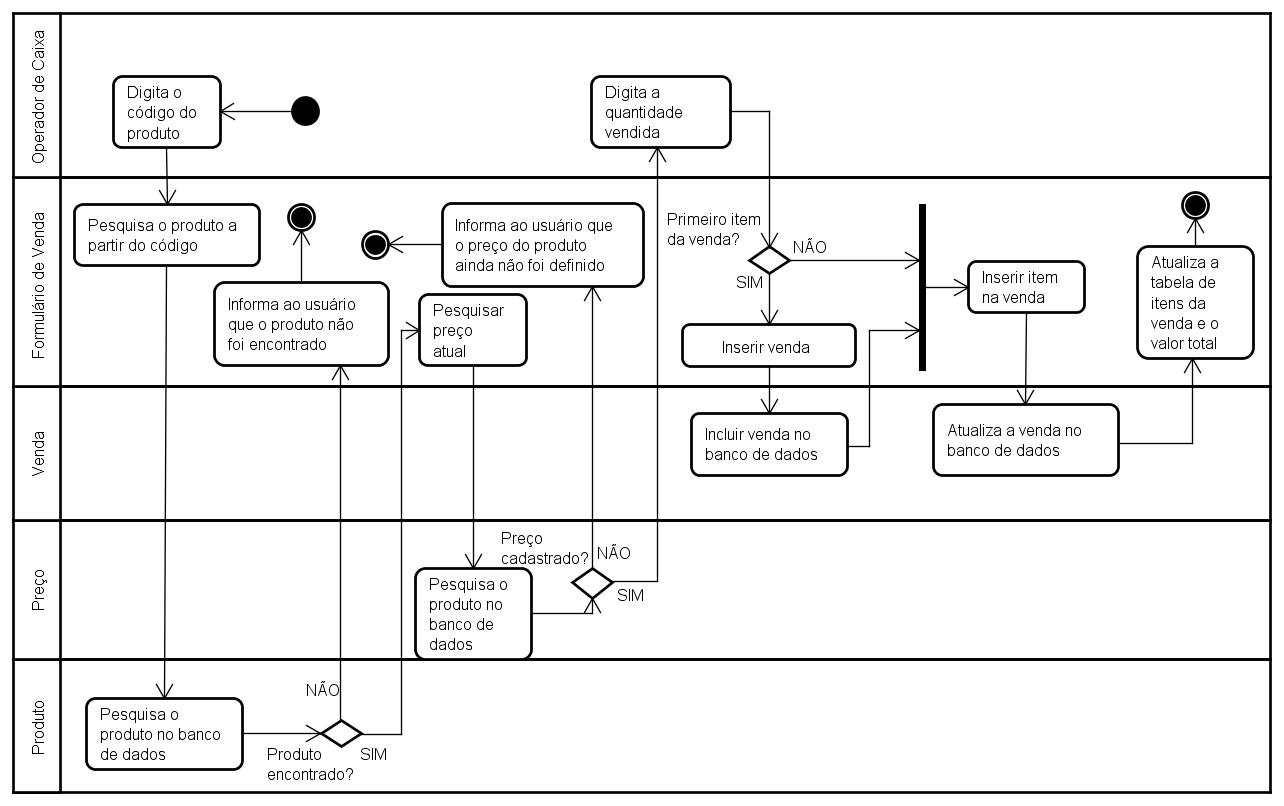 Operador de Caixa
Digita o
código do
produto
Digita a
quantidade
vendida
Formulário de Venda
Pesquisa o produto a
partir do código
Informa ao usuário
que o produto não
foi encontrado
Informa ao usuário que
o preço do produto
ainda não foi definido
Pesquisar
preço
atual
Primeiro item
da venda?
NÃO
SIM
Inserir venda
Inserir item
na venda
Atualiza a
tabela de
itens da
venda e o
valor total
Venda
Incluir venda no
banco de dados
Atualiza a venda no
banco de dados
Preço
Pesquisa o
produto no
banco de
dados
Preço
cadastrado?
NÃO
SIM
Produto
Pesquisa o
produto no banco
de dados
NÃO
Produto
encontrado?
SIM